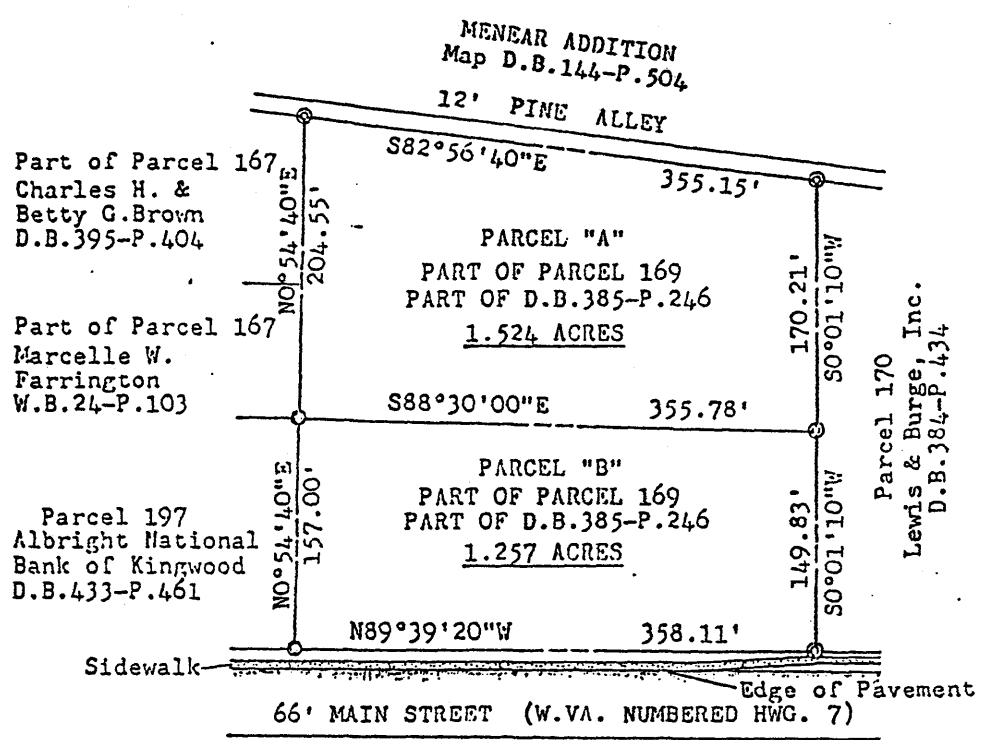 MENEAR ADDITION
Map D.B.144-P.504
12' PINE ALLEY
S82°56'40"E 355.15'
Part of Parcel 167
Charles H. &
Betty G.Brown
D.B.395-P.404
N0°54'40"E
204.55'
PARCEL "A"
PART OF PARCEL 169
PART OF D.B.385-P.246
1.524 ACRES
170.21'
S0°01'10"W
Part of Parcel 167
Marcelle W.
Farrington
W.B.24-P.103
S88°30'00"E 355.78'
Parcel 170
Lewis & Burge, Inc.
D.B.384-P.434
PARCEL "B"
PART OF PARCEL 169
PART OF D.B.385-P.246
1.257 ACRES
N0°54'40"E
157.00'
149.83'
S0°01'10"W
Parcel 197
Albright National
Bank of Kingwood
D.B.433-P.461
N89°39'20"W 358.11'
Sidewalk
Edge of Pavement
66' MAIN STREET (W.VA. NUMBERED HWG. 7)